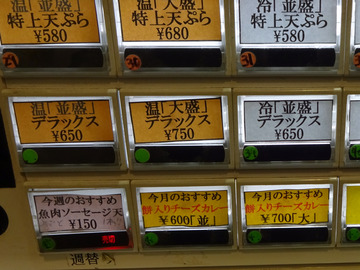 温「並盛」
特上天ぷら
¥580
温「大盛」
特上天ぷら
¥680
冷「並盛」
特上天ぷら
¥580
29
30
31
温「並盛」
デラックス
¥650
温「大盛」
デラックス
¥750
冷「並盛」
デラックス
¥650
今週のおすすめ
魚肉ソーセージ天
¥150
今月のおすすめ
餅入りチーズカレー
¥600「並」
今月のおすすめ
餅入りチーズカレー
¥700「大」
週替